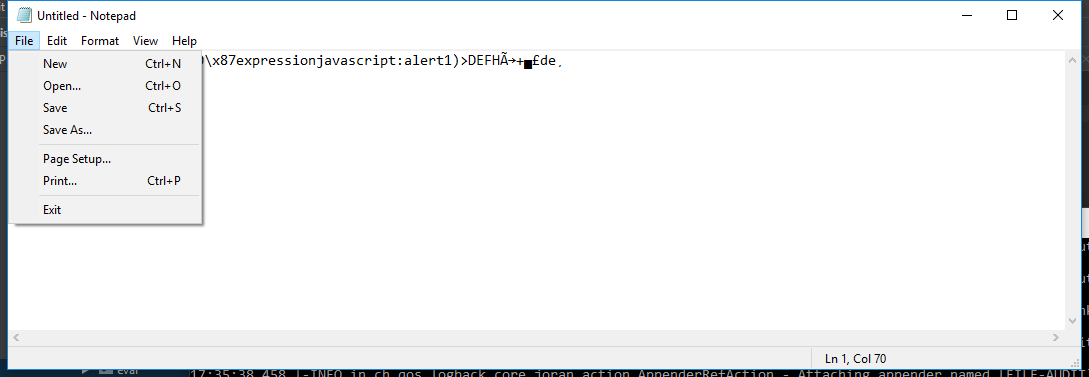 Untitled - Notepad
File Edit Format View Help
\x87expressionjavascript:alert1)>DEFHÃ→+▄£de¸
New Ctrl+N
Open... Ctrl+O
Save Ctrl+S
Save As...
Page Setup...
Print... Ctrl+P
Exit
Ln 1, Col 70
eval
17:35:38,458 |-INFO in ch.qos.logback.core.joran.action.AppenderRefAction - Attaching appender named [FILE-AUDIT